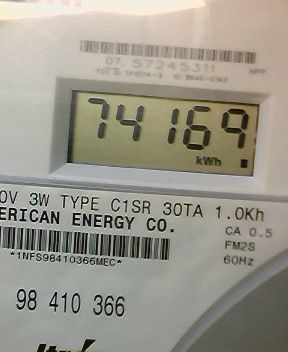 07. 57245311
74169
kWh
0V 3W TYPE C1SR 30TA 1.0Kh
ERICAN ENERGY CO.
CA 0.5
FM2S
*1NFS98410366MEC*
60Hz
98 410 366